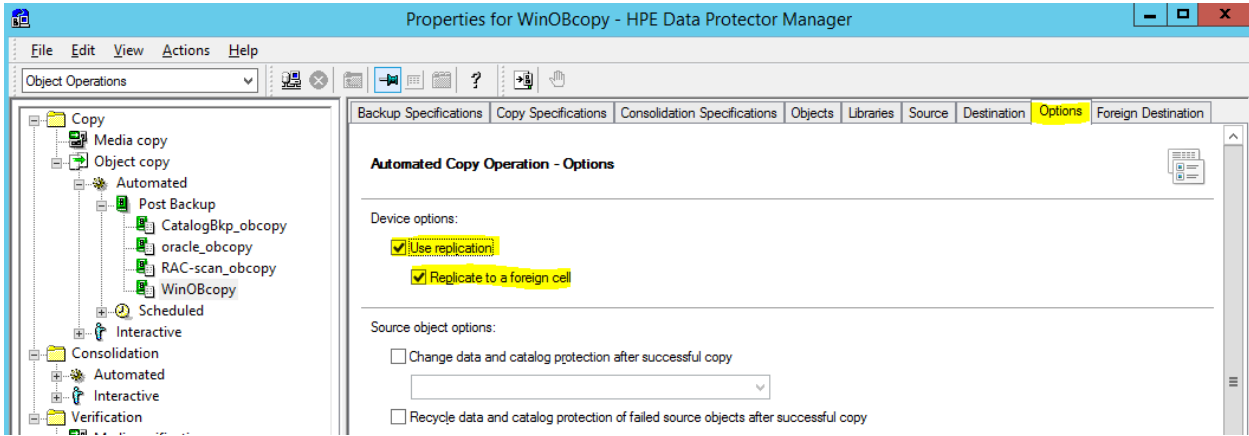 Properties for WinOBcopy - HPE Data Protector Manager
File Edit View Actions Help
Object Operations
Backup Specifications Copy Specifications Consolidation Specifications Objects Libraries Source Destination Options Foreign Destination
Copy
Media copy
Object copy
Automated
Post Backup
CatalogBkp_obcopy
oracle_obcopy
RAC-scan_obcopy
WinOBcopy
Scheduled
Interactive
Consolidation
Automated
Interactive
Verification
Automated Copy Operation - Options
Device options:
Use replication
Replicate to a foreign cell
Source object options:
Change data and catalog protection after successful copy
Recycle data and catalog protection of failed source objects after successful copy